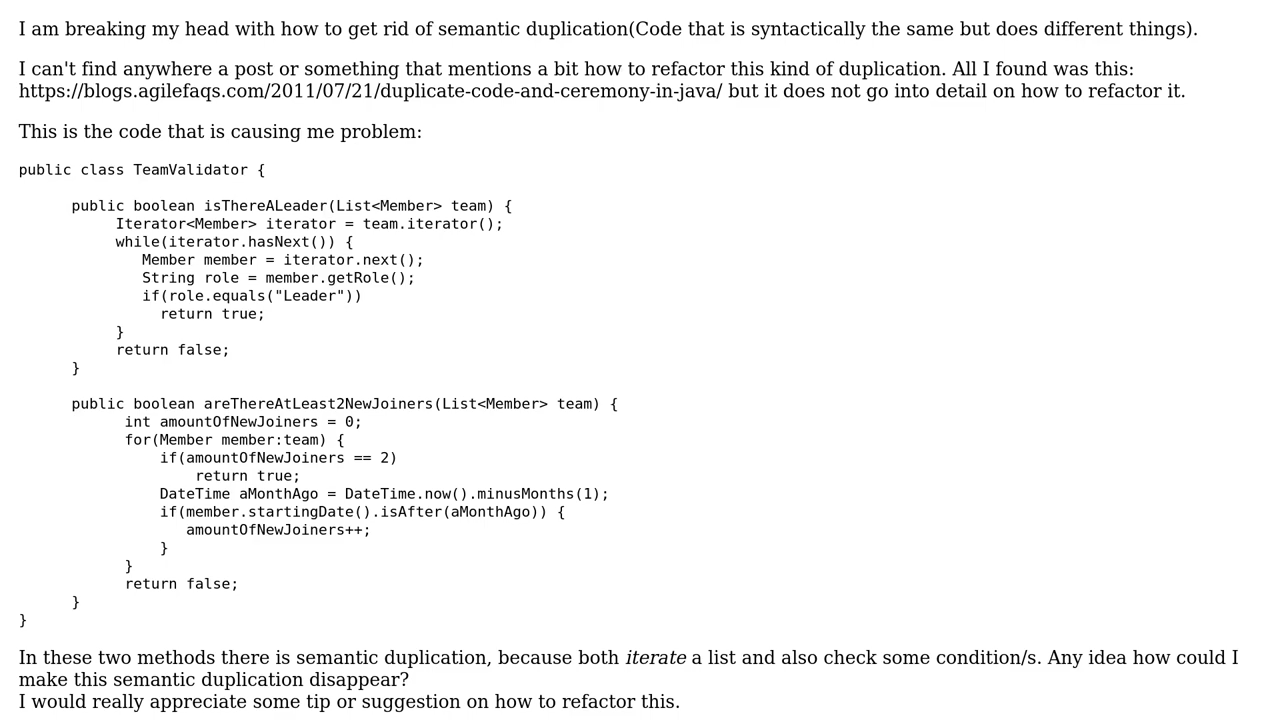 I am breaking my head with how to get rid of semantic duplication(Code that is syntactically the same but does different things).
I can't find anywhere a post or something that mentions a bit how to refactor this kind of duplication. All I found was this:
https://blogs.agilefaqs.com/2011/07/21/duplicate-code-and-ceremony-in-java/ but it does not go into detail on how to refactor it.
This is the code that is causing me problem:
public class TeamValidator {
      public boolean isThereALeader(List<Member> team) {
           Iterator<Member> iterator = team.iterator();
           while(iterator.hasNext()) {
              Member member = iterator.next();
              String role = member.getRole();
              if(role.equals("Leader"))
                return true;
           }
           return false;
      }
      public boolean areThereAtLeast2NewJoiners(List<Member> team) {
            int amountOfNewJoiners = 0;
            for(Member member:team) {
                if(amountOfNewJoiners == 2)
                    return true;
                DateTime aMonthAgo = DateTime.now().minusMonths(1);
                if(member.startingDate().isAfter(aMonthAgo)) {
                   amountOfNewJoiners++;
                }
            }
            return false;
      }
}
In these two methods there is semantic duplication, because both iterate a list and also check some condition/s. Any idea how could I
make this semantic duplication disappear?
I would really appreciate some tip or suggestion on how to refactor this.